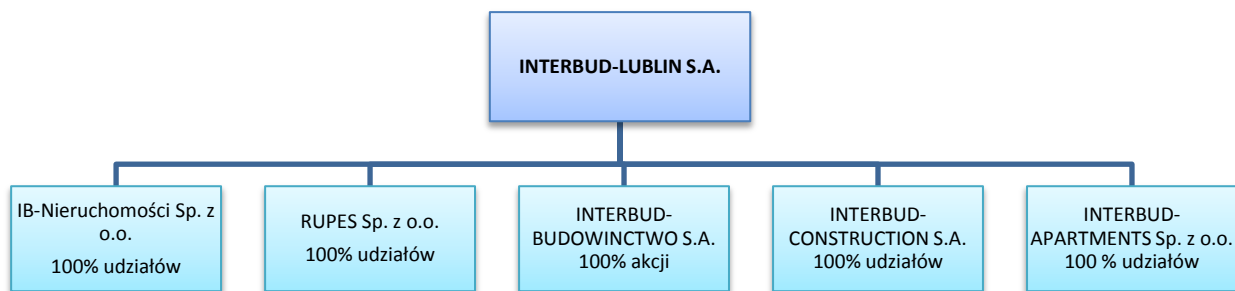 INTERBUD-LUBLIN S.A.
IB-Nieruchomości Sp. z
o.o.
100% udziałów
RUPES Sp. z o.o.
100% udziałów
INTERBUD-
BUDOWINCTWO S.A.
100% akcji
INTERBUD-
CONSTRUCTION S.A.
100% udziałów
INTERBUD-
APARTMENTS Sp. z o.o.
100 % udziałów